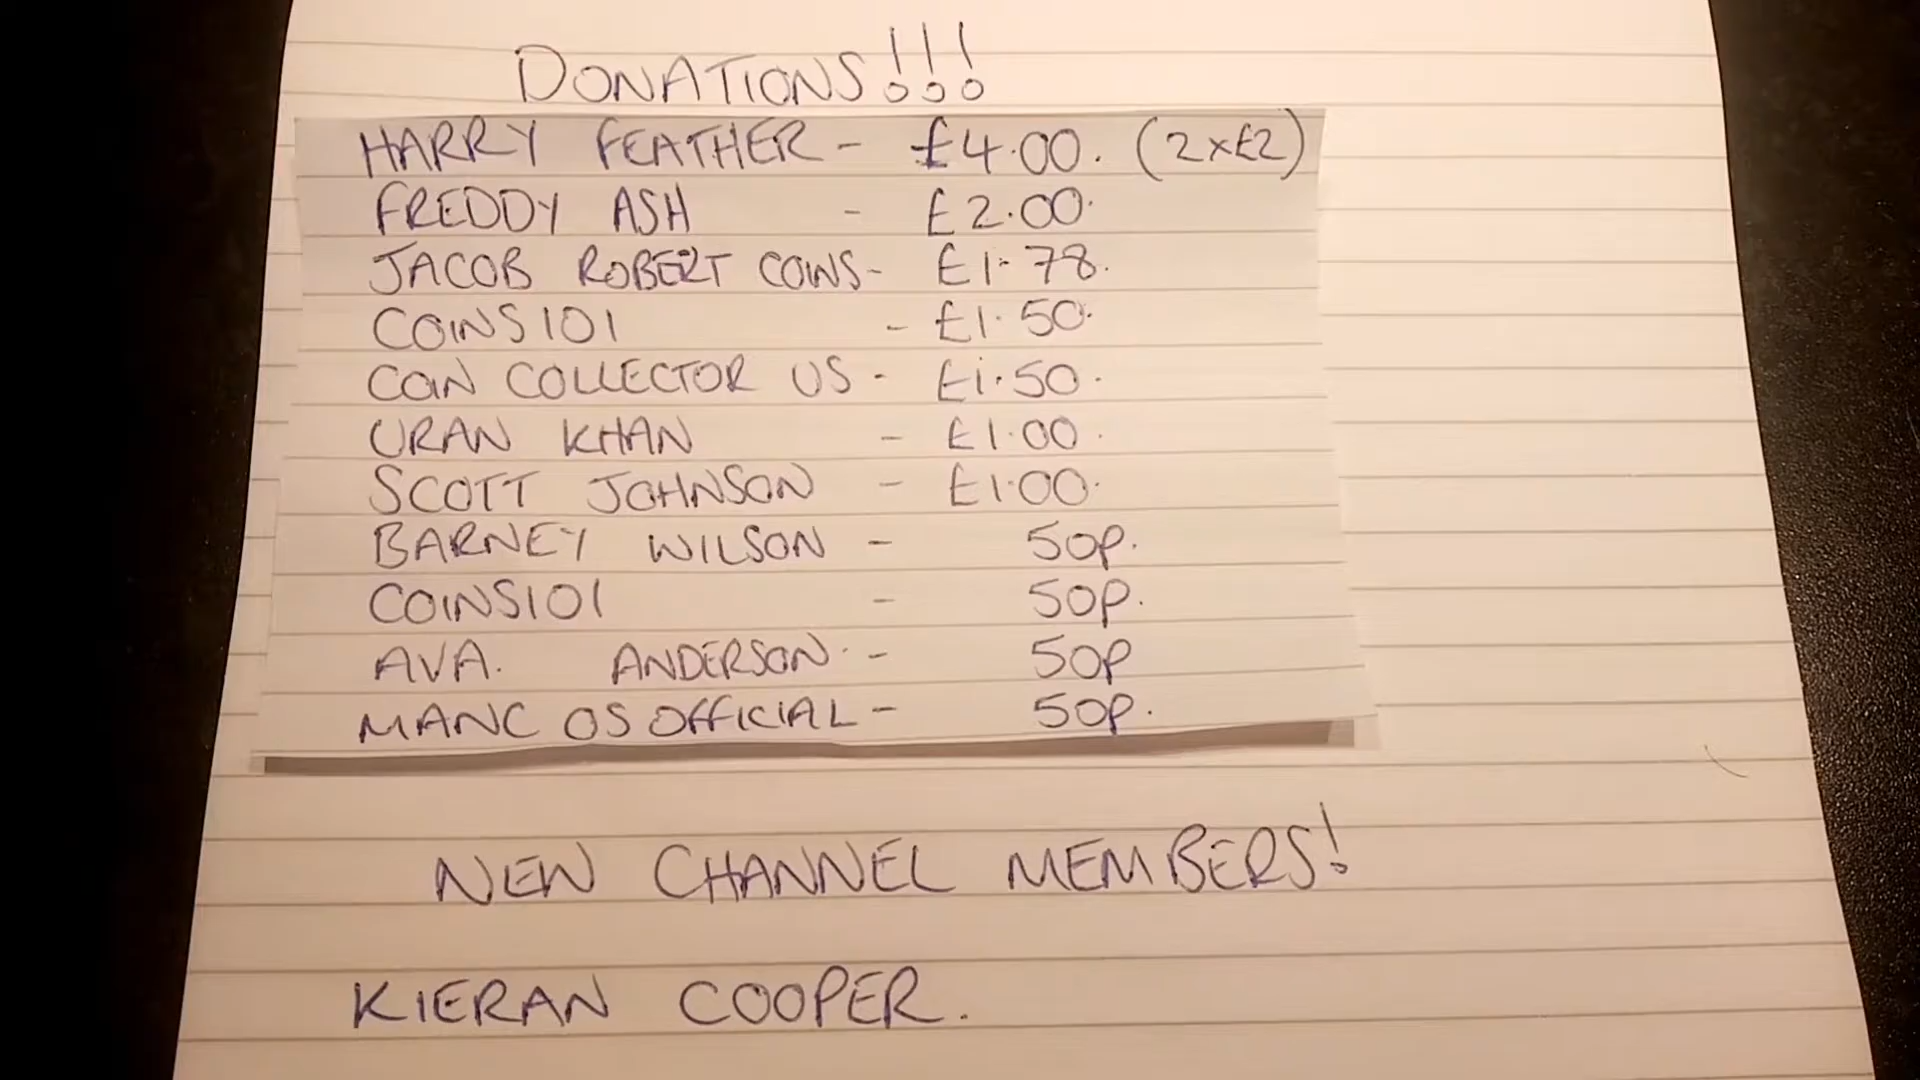 DONATIONS!!!
HARRY FEATHER - £4.00. (2x£2)
FREDDY ASH - £2.00.
JACOB ROBERT COINS - £1.78.
COINS101 - £1.50.
COIN COLLECTOR US - £1.50.
URAN KHAN - £1.00.
SCOTT JOHNSON - £1.00.
BARNEY WILSON - 50p.
COINS101 - 50p.
AVA. ANDERSON - 50p
MANC OS OFFICIAL - 50p.
NEW CHANNEL MEMBERS!
KIERAN COOPER.